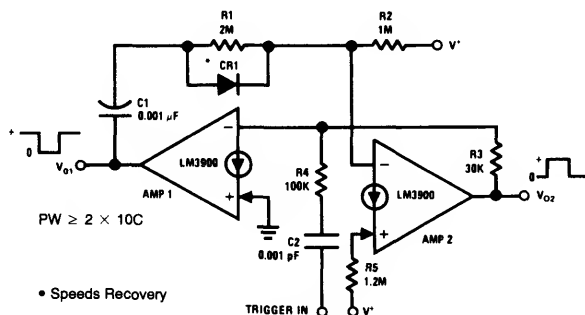 R1
2M
R2
1M
V+
* CR1
C1
0.001 µF
+
0
Vo1
−
LM3900
+
AMP 1
R4
100K
−
LM3900
+
AMP 2
R3
30K
+
0
Vo2
PW ≥ 2 × 10C
C2
0.001 pF
R5
1.2M
• Speeds Recovery
TRIGGER IN
V+